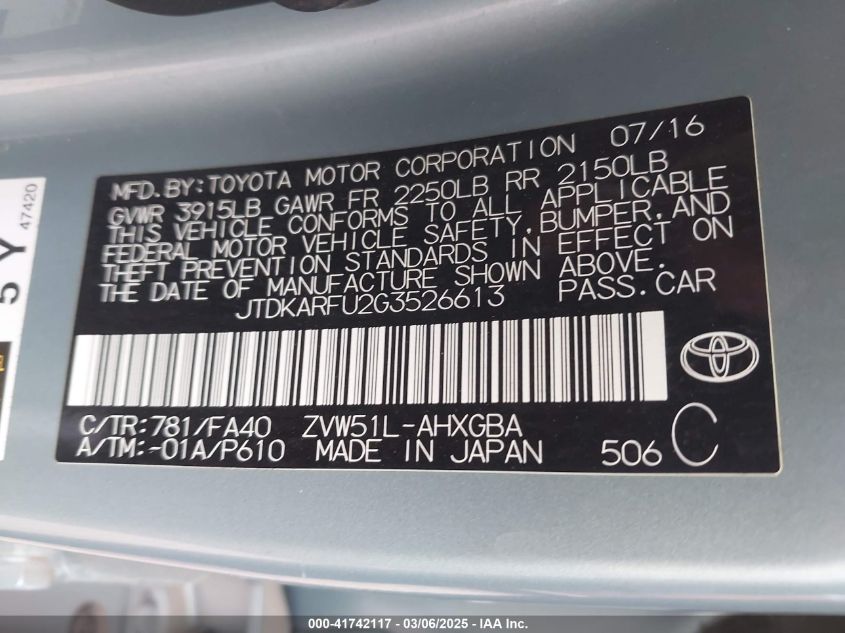 MFD.BY:TOYOTA MOTOR CORPORATION 07/16
GVWR 3915LB GAWR FR 2250LB RR 2150LB
THIS VEHICLE CONFORMS TO ALL APPLICABLE
FEDERAL MOTOR VEHICLE SAFETY,BUMPER,AND
THEFT PREVENTION STANDARDS IN EFFECT ON
THE DATE OF MANUFACTURE SHOWN ABOVE.
JTDKARFU2G3526613 PASS.CAR
C/TR:781/FA40 ZVW51L-AHXGBA
A/TM:-01A/P610 MADE IN JAPAN 506 C
5 Y
47420
000-41742117 - 03/06/2025 - IAA Inc.